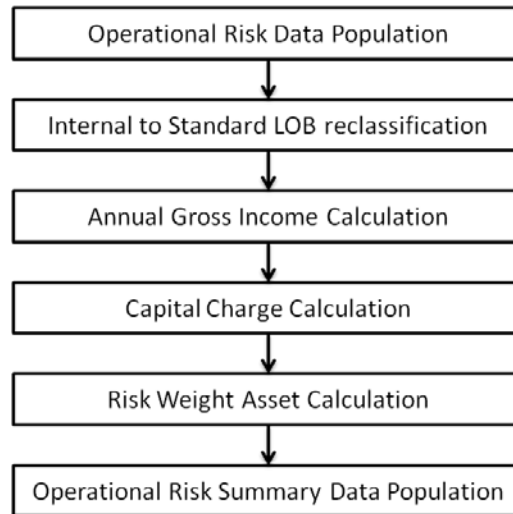 Operational Risk Data Population
Internal to Standard LOB reclassification
Annual Gross Income Calculation
Capital Charge Calculation
Risk Weight Asset Calculation
Operational Risk Summary Data Population